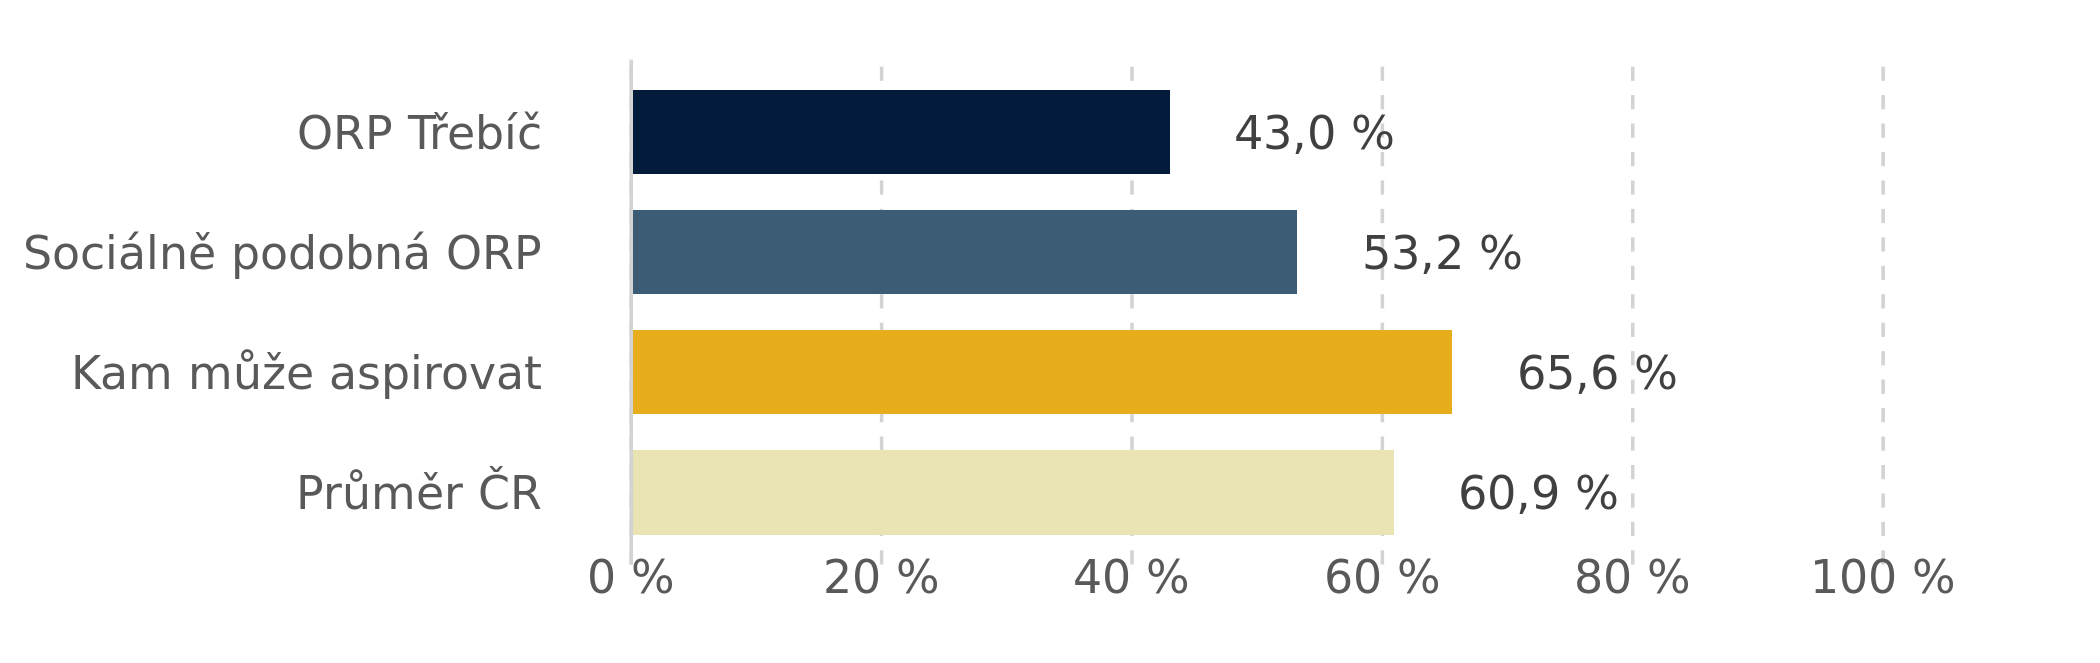 ORP Třebíč 43,0 %
Sociálně podobná ORP 53,2 %
Kam může aspirovat 65,6 %
Průměr ČR 60,9 %
0 % 20 % 40 % 60 % 80 % 100 %